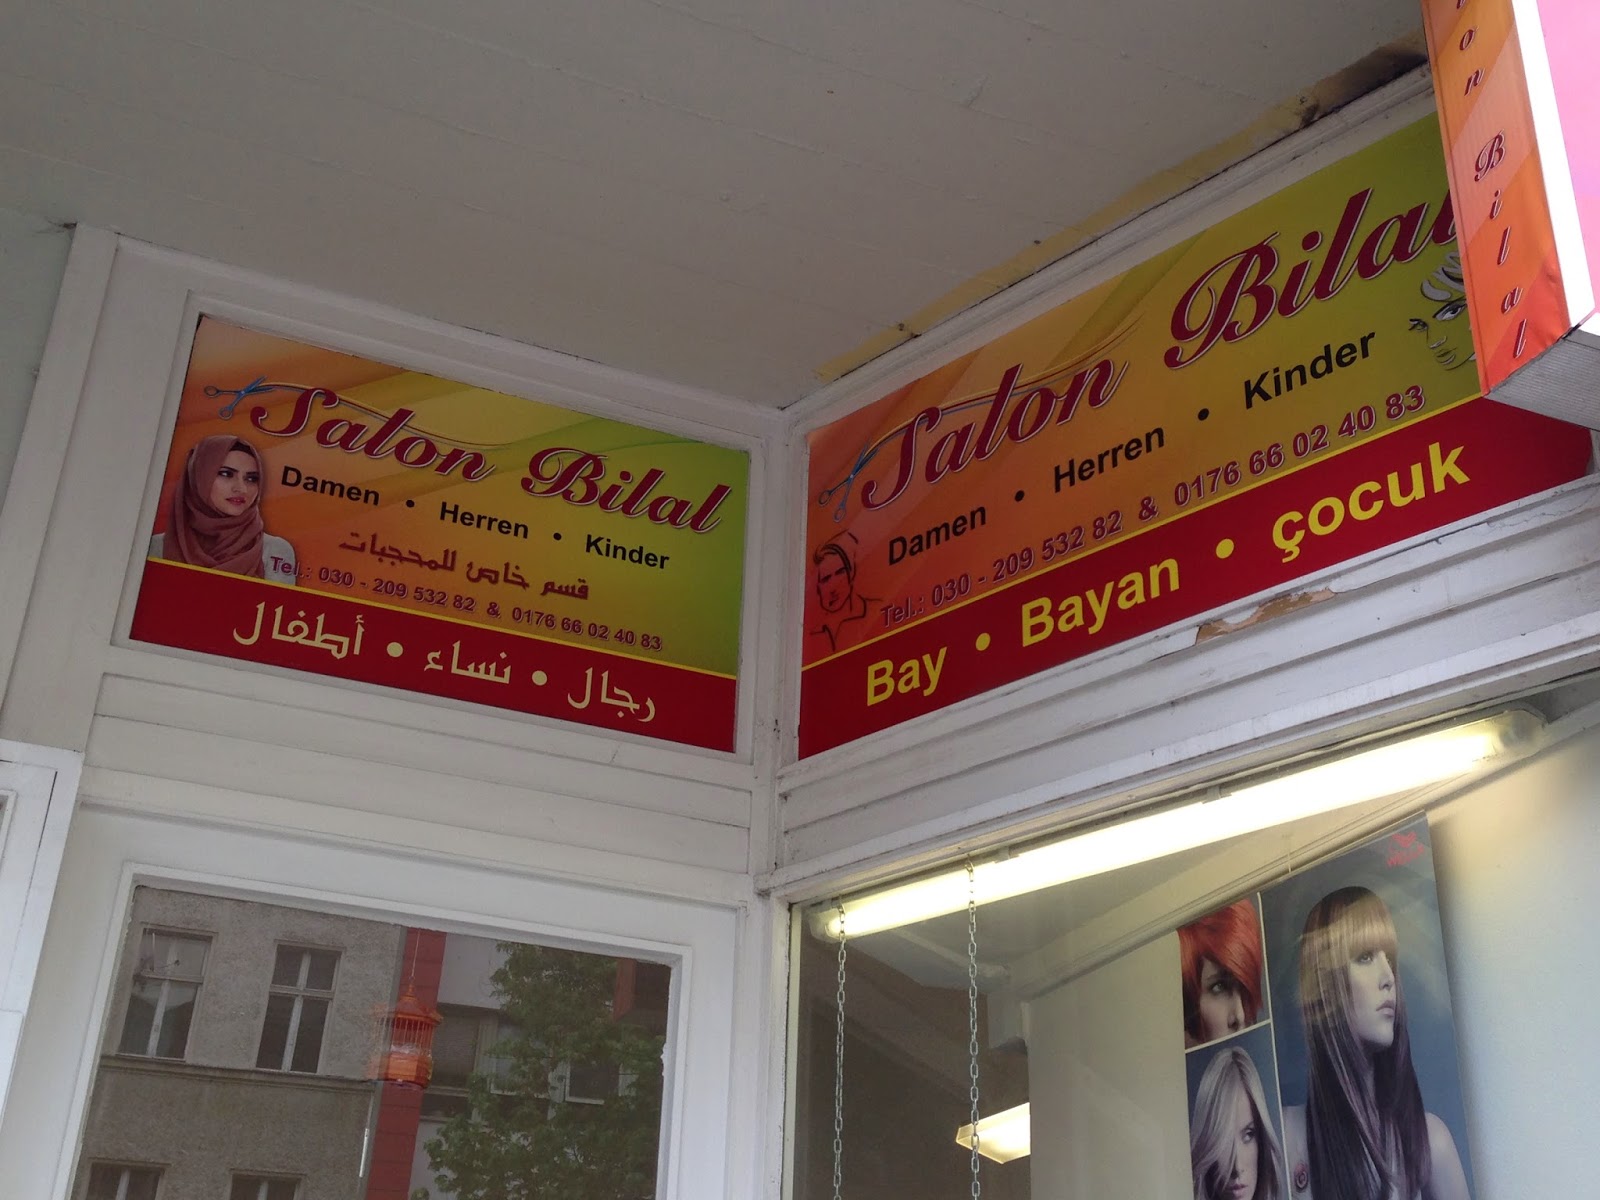 Salon Bilal
Damen • Herren • Kinder
قسم خاص للمحجبات
Tel.: 030 - 209 532 82 & 0176 66 02 40 83
رجال • نساء • أطفال
Salon Bilal
Damen • Herren • Kinder
Tel.: 030 - 209 532 82 & 0176 66 02 40 83
Bay • Bayan • çocuk
on Bilal